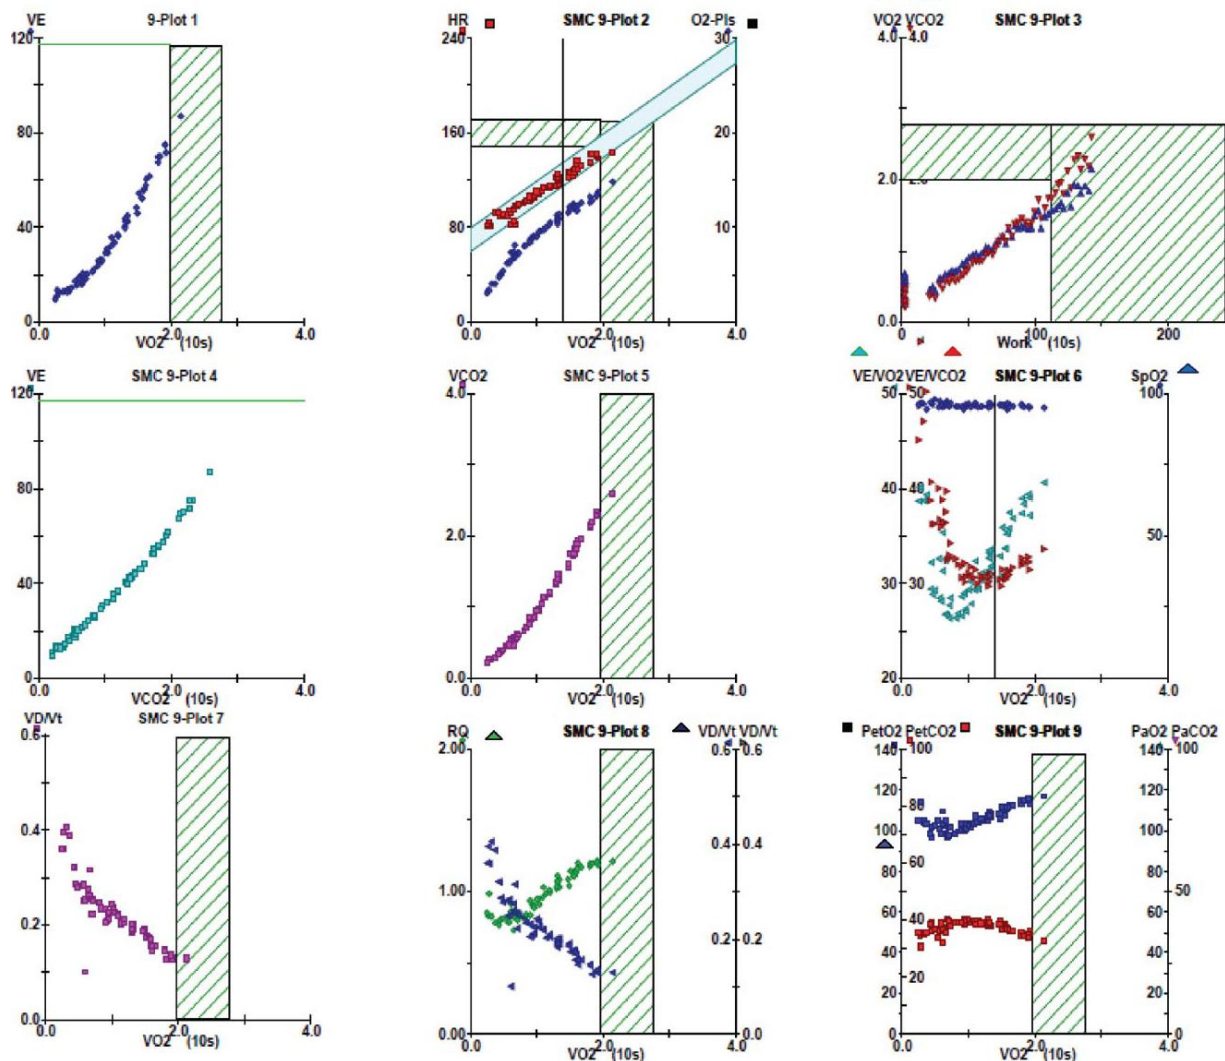 VE 9-Plot 1
120
80
40
0
0.0 2.0 4.0
VO2 (10s)
HR SMC 9-Plot 2 O2-Pls
240 30
160 20
80 10
0 0
0.0 2.0 4.0
VO2 (10s)
VO2 VCO2 SMC 9-Plot 3
4.0
2.0
0.0
0 100 200
Work (10s)
VE SMC 9-Plot 4
120
80
40
0
0.0 2.0 4.0
VCO2 (10s)
VCO2 SMC 9-Plot 5
4.0
2.0
0.0
0.0 2.0 4.0
VO2 (10s)
VE/VO2 VE/VCO2 SMC 9-Plot 6 SpO2
50 50 100
40 40 50
30 30
20
0.0 2.0 4.0
VO2 (10s)
VD/Vt SMC 9-Plot 7
0.6
0.4
0.2
0.0
0.0 2.0 4.0
VO2 (10s)
RQ SMC 9-Plot 8 VD/Vt VD/Vt
2.00 0.6 0.6
0.4 0.4
1.00
0.2 0.2
0.00 0.0 0.0
0.0 2.0 4.0
VO2 (10s)
PetO2 PetCO2 SMC 9-Plot 9 PaO2 PaCO2
140 100 140 100
120 80 120
100 100
80 60 80 50
60 60
40 40 40
20 20 20
0 0
0.0 2.0 4.0
VO2 (10s)